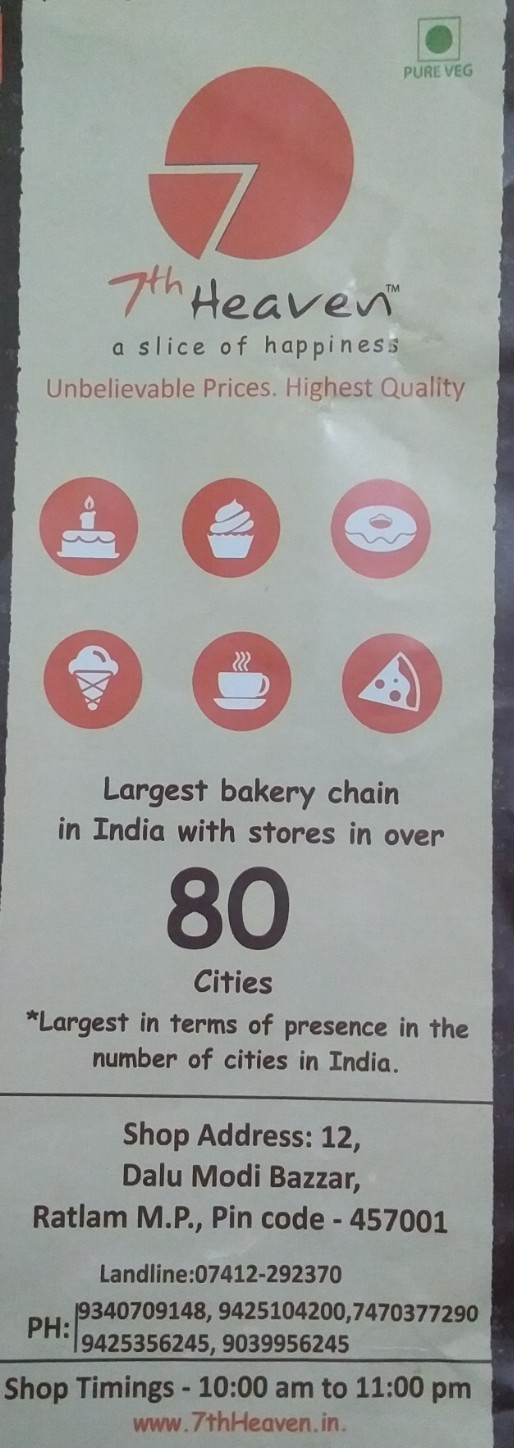 PURE VEG
7
7th Heaven™
a slice of happiness
Unbelievable Prices. Highest Quality
Largest bakery chain
in India with stores in over
80
Cities
*Largest in terms of presence in the
number of cities in India.
Shop Address: 12,
Dalu Modi Bazzar,
Ratlam M.P., Pin code - 457001
Landline:07412-292370
PH: 9340709148, 9425104200,7470377290
9425356245, 9039956245
Shop Timings - 10:00 am to 11:00 pm
www.7thHeaven.in.